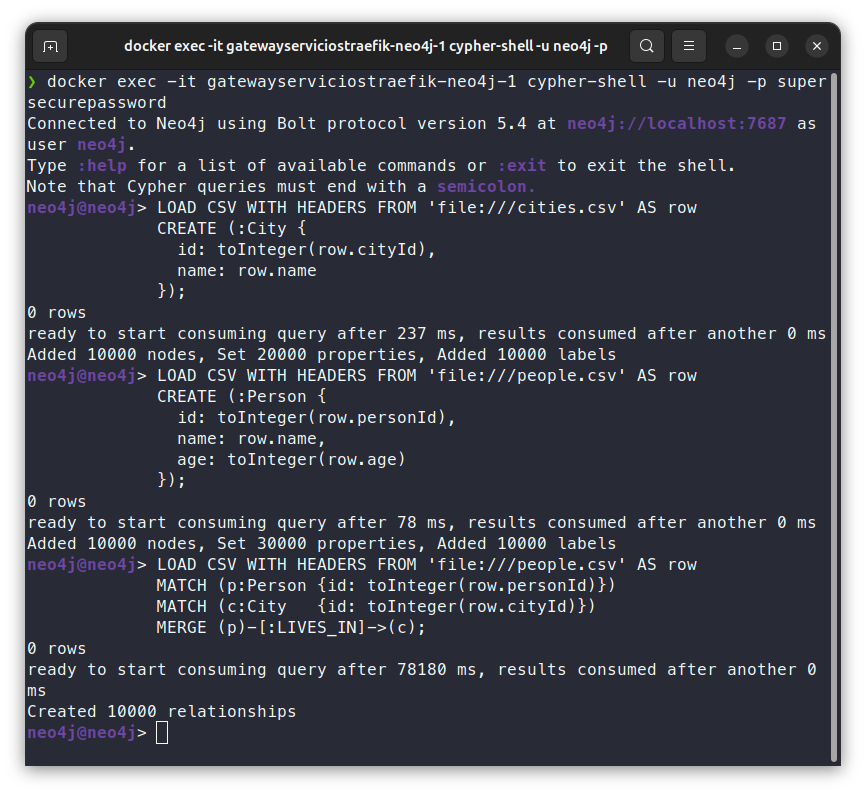 docker exec -it gatewayserviciostraefik-neo4j-1 cypher-shell -u neo4j -p
❯ docker exec -it gatewayserviciostraefik-neo4j-1 cypher-shell -u neo4j -p super
securepassword
Connected to Neo4j using Bolt protocol version 5.4 at neo4j://localhost:7687 as
user neo4j.
Type :help for a list of available commands or :exit to exit the shell.
Note that Cypher queries must end with a semicolon.
neo4j@neo4j> LOAD CSV WITH HEADERS FROM 'file:///cities.csv' AS row
             CREATE (:City {
               id: toInteger(row.cityId),
               name: row.name
             });
0 rows
ready to start consuming query after 237 ms, results consumed after another 0 ms
Added 10000 nodes, Set 20000 properties, Added 10000 labels
neo4j@neo4j> LOAD CSV WITH HEADERS FROM 'file:///people.csv' AS row
             CREATE (:Person {
               id: toInteger(row.personId),
               name: row.name,
               age: toInteger(row.age)
             });
0 rows
ready to start consuming query after 78 ms, results consumed after another 0 ms
Added 10000 nodes, Set 30000 properties, Added 10000 labels
neo4j@neo4j> LOAD CSV WITH HEADERS FROM 'file:///people.csv' AS row
             MATCH (p:Person {id: toInteger(row.personId)})
             MATCH (c:City   {id: toInteger(row.cityId)})
             MERGE (p)-[:LIVES_IN]->(c);
0 rows
ready to start consuming query after 78180 ms, results consumed after another 0
ms
Created 10000 relationships
neo4j@neo4j>